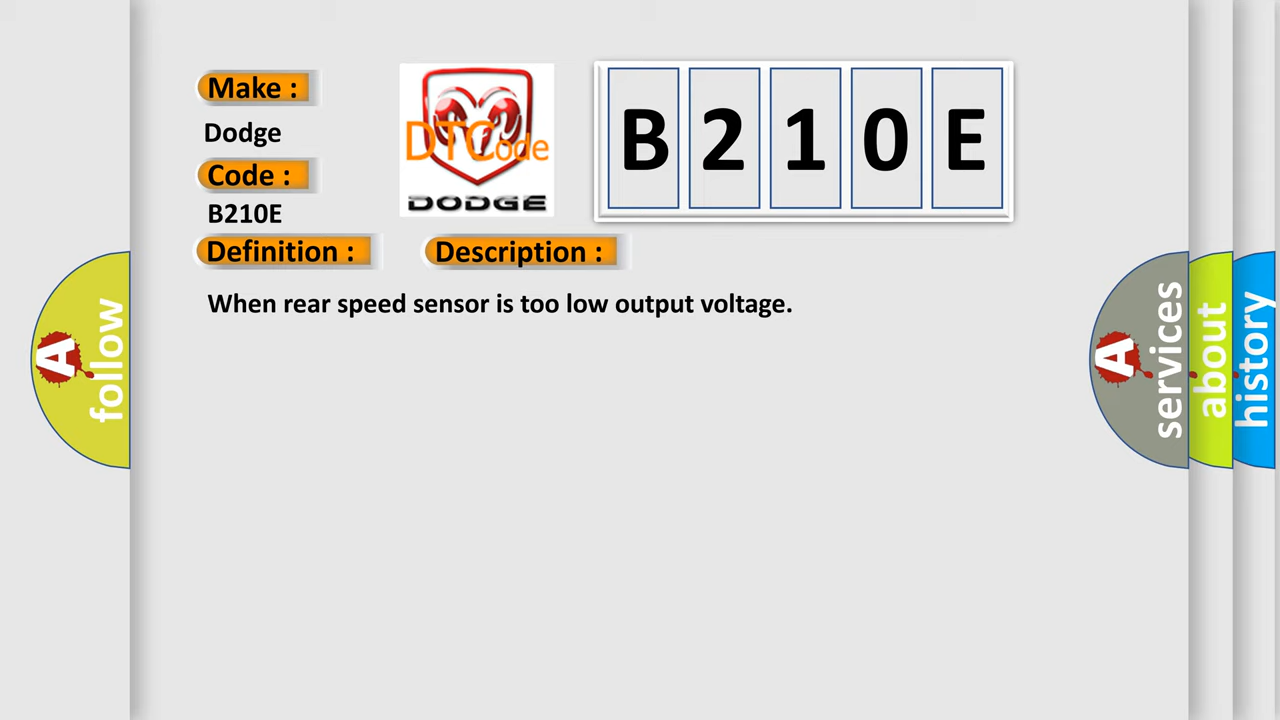 Make :
Dodge
Code :
B210E
Definition :
Description :
When rear speed sensor is too low output voltage.
DTCode
DODGE
B 2 1 0 E
A follow
A services
about
history